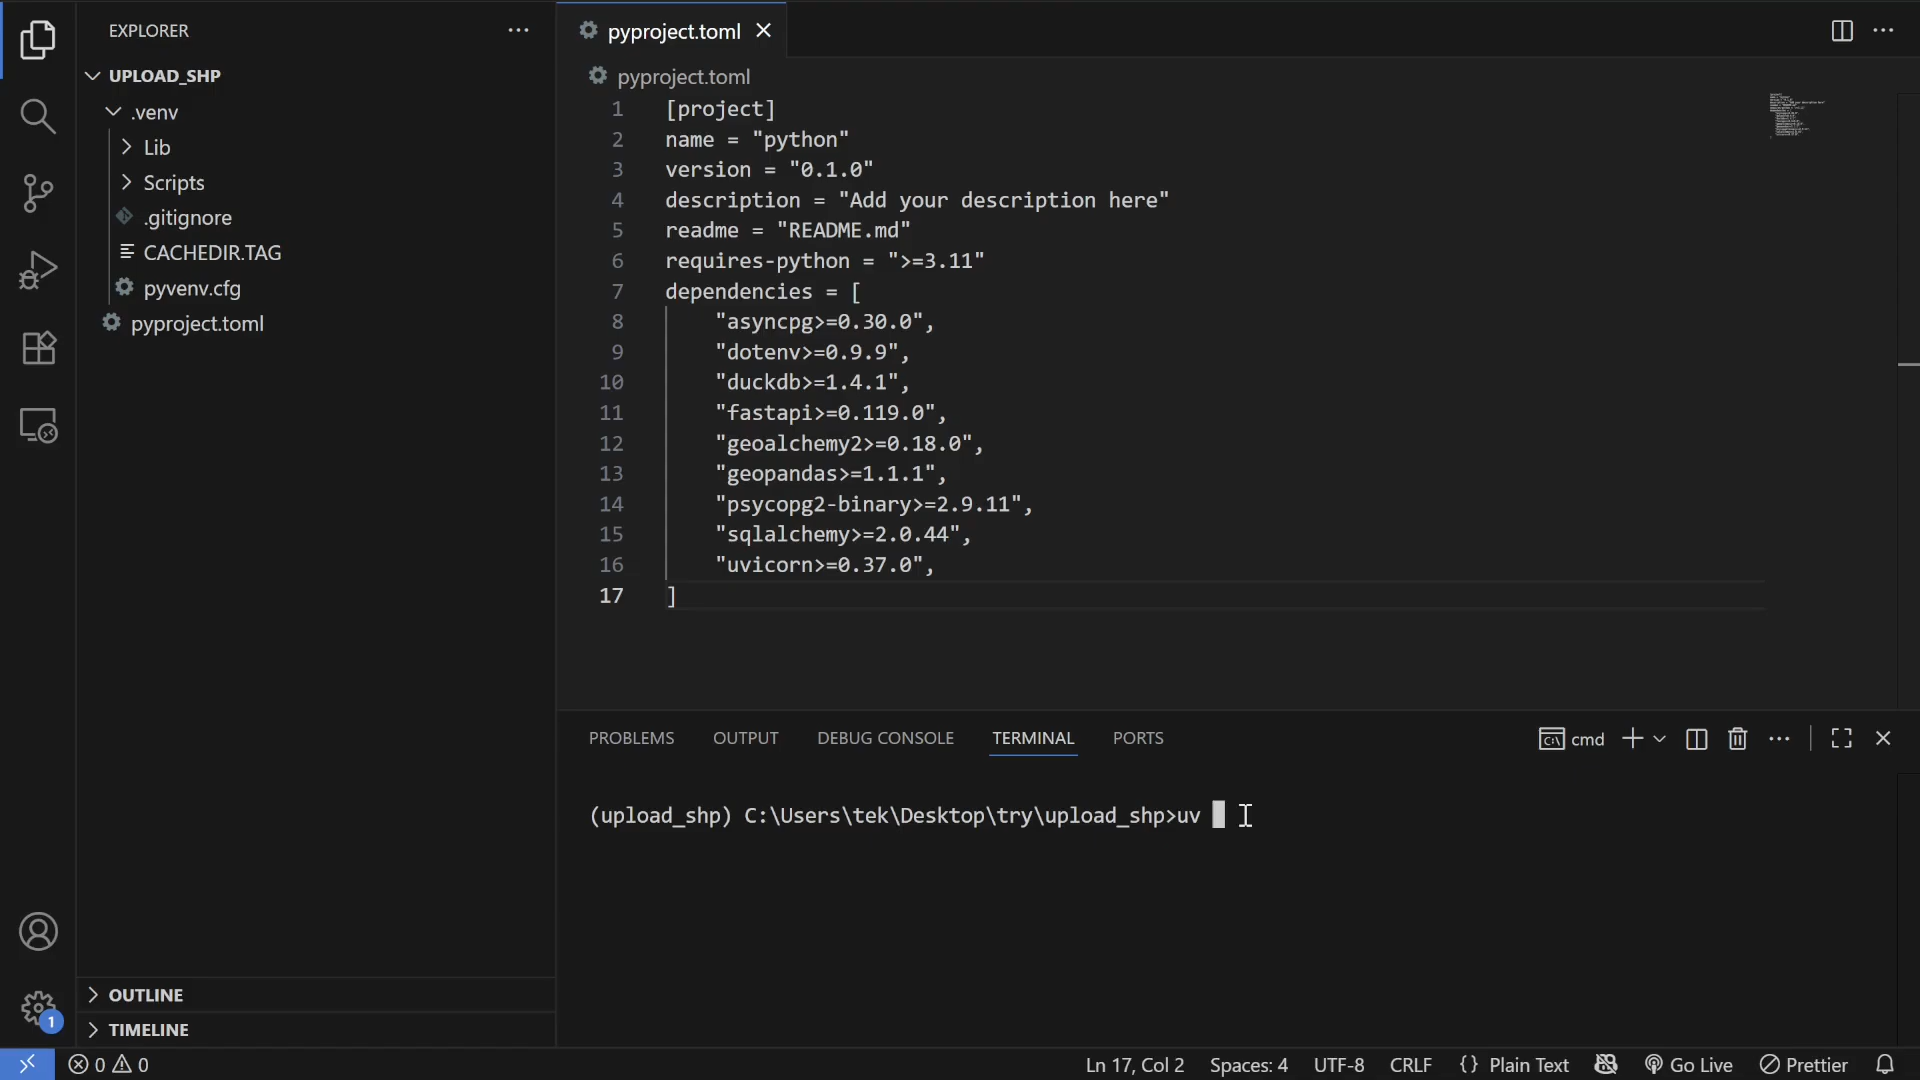 EXPLORER
UPLOAD_SHP
.venv
Lib
Scripts
.gitignore
CACHEDIR.TAG
pyvenv.cfg
pyproject.toml
OUTLINE
TIMELINE
1
pyproject.toml
pyproject.toml
1 [project]
2 name = "python"
3 version = "0.1.0"
4 description = "Add your description here"
5 readme = "README.md"
6 requires-python = ">=3.11"
7 dependencies = [
8 "asyncpg>=0.30.0",
9 "dotenv>=0.9.9",
10 "duckdb>=1.4.1",
11 "fastapi>=0.119.0",
12 "geoalchemy2>=0.18.0",
13 "geopandas>=1.1.1",
14 "psycopg2-binary>=2.9.11",
15 "sqlalchemy>=2.0.44",
16 "uvicorn>=0.37.0",
17 ]
PROBLEMS OUTPUT DEBUG CONSOLE TERMINAL PORTS cmd
(upload_shp) C:\Users\tek\Desktop\try\upload_shp>uv
0 0 Ln 17, Col 2 Spaces: 4 UTF-8 CRLF {} Plain Text Go Live Prettier